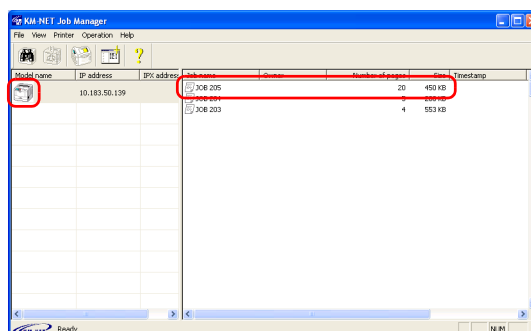 KM-NET Job Manager
File View Printer Operation Help
Model name IP address IPX address Job name Owner Number of pages Size Timestamp
10.183.50.139
JOB 205 20 450 KB
JOB 203 4 553 KB
Ready NUM